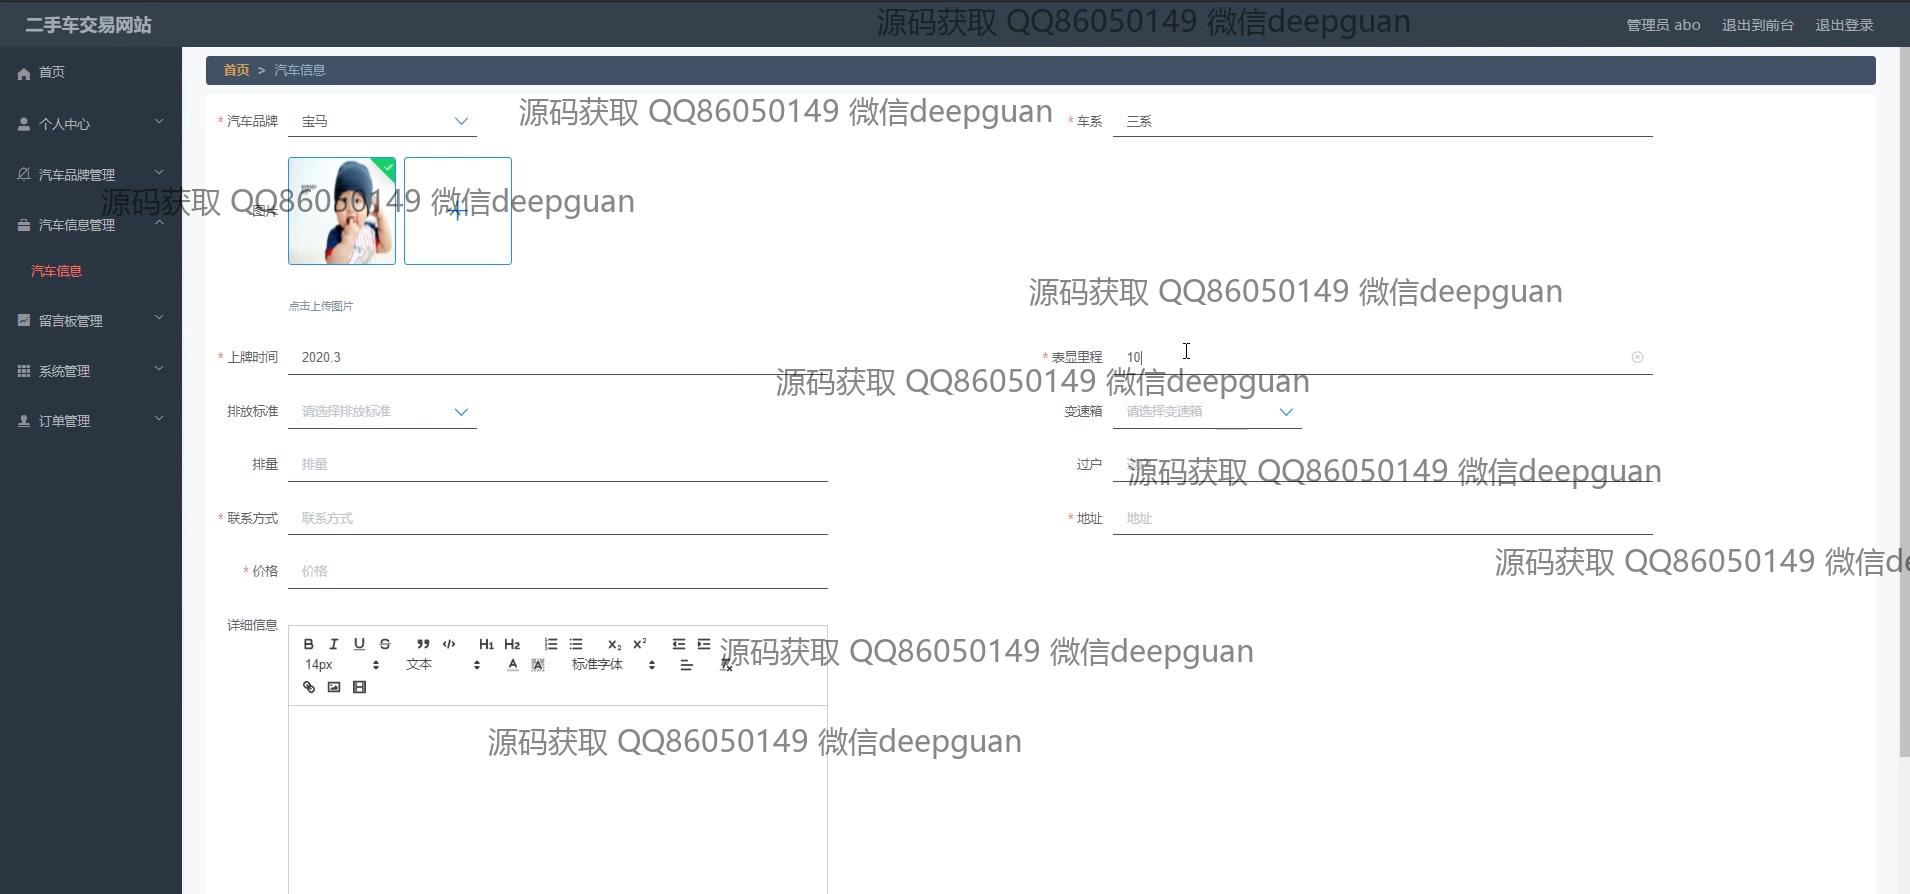 二手车交易网站
源码获取 QQ86050149 微信deepguan
管理员 abo
退出到前台
退出登录
首页
首页 > 汽车信息
个人中心
* 汽车品牌
宝马
源码获取 QQ86050149 微信deepguan
* 车系
三系
汽车品牌管理
源码获取 QQ86050149 微信deepguan
图片
汽车信息管理
汽车信息
源码获取 QQ86050149 微信deepguan
点击上传图片
留言板管理
* 上牌时间
2020.3
* 表显里程
10
系统管理
源码获取 QQ86050149 微信deepguan
排放标准
请选择排放标准
变速箱
请选择变速箱
订单管理
排量
排量
过户
源码获取 QQ86050149 微信deepguan
* 联系方式
联系方式
* 地址
地址
源码获取 QQ86050149 微信de
* 价格
价格
详细信息
B I U S H1 H2 X2 X2
源码获取 QQ86050149 微信deepguan
14px
文本
A A
标准字体
源码获取 QQ86050149 微信deepguan